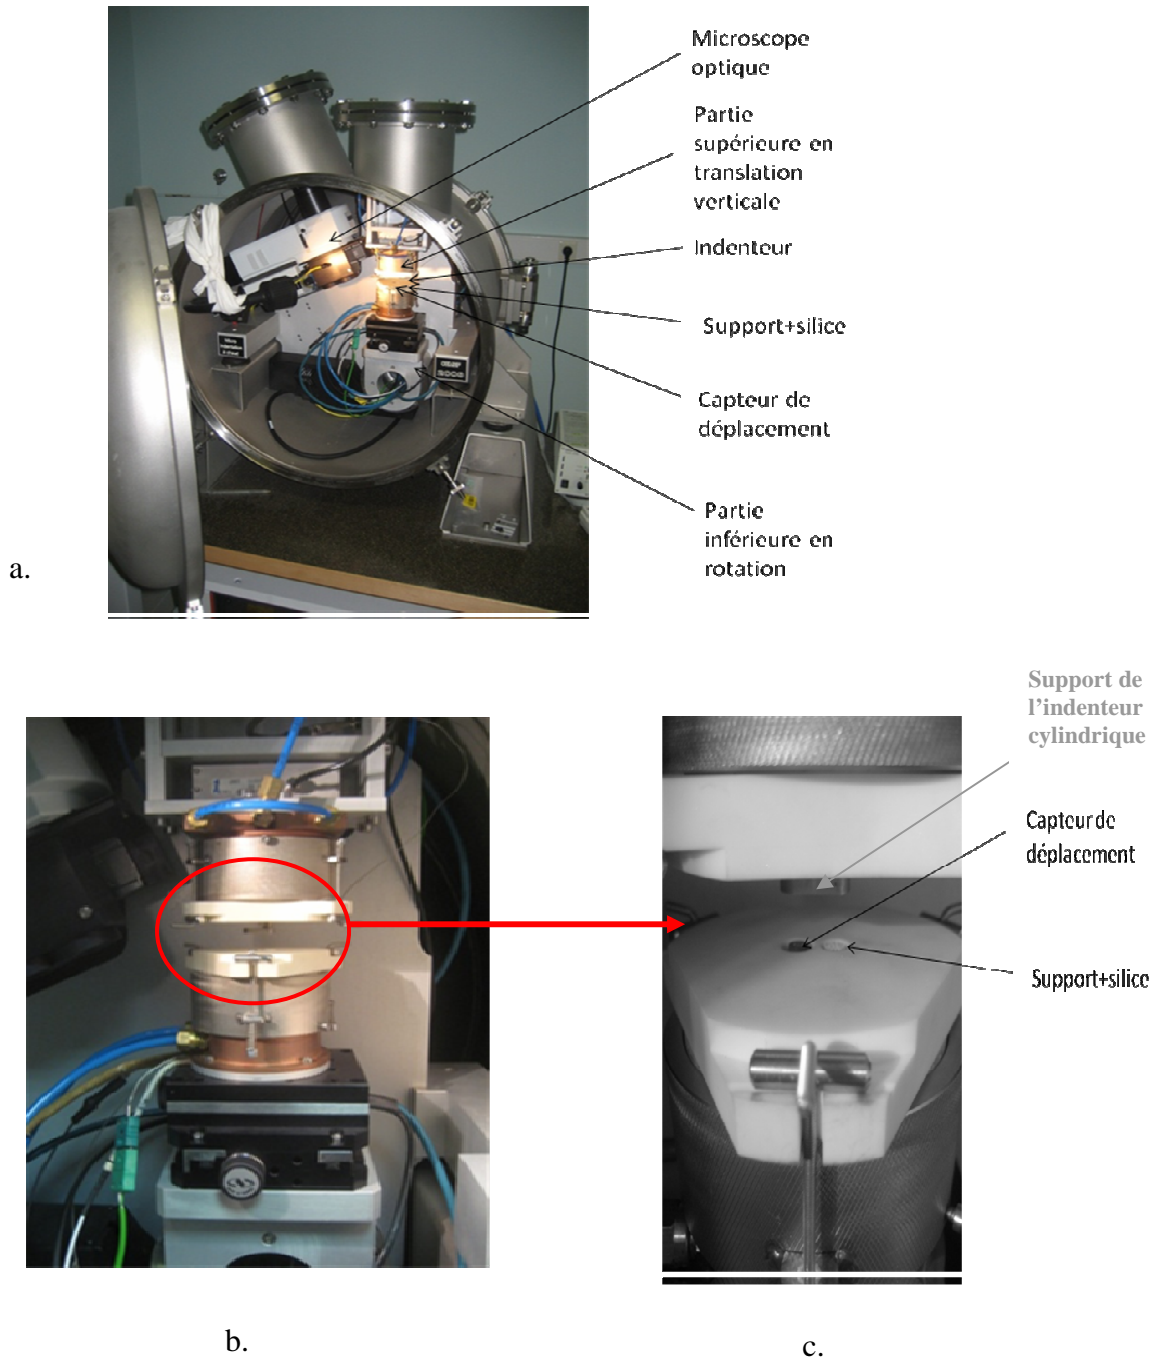 Microscope
optique
Partie
supérieure en
translation
verticale
Indenteur
Support+silice
Capteur de
déplacement
Partie
inférieure en
rotation
a.
Support de
l'indenteur
cylindrique
Capteur de
déplacement
Support+silice
b.
c.